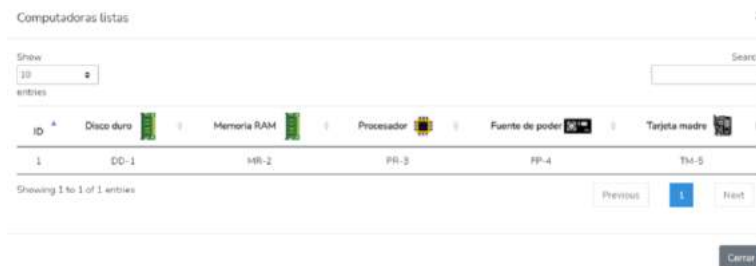 Computadoras listas
Show
10
entries
Searc
ID Disco duro Memoria RAM Procesador Fuente de poder Tarjeta madre
1 DD-1 MR-2 PR-3 FP-4 TM-5
Showing 1 to 1 of 1 entries
Previous 1 Next
Cerrar